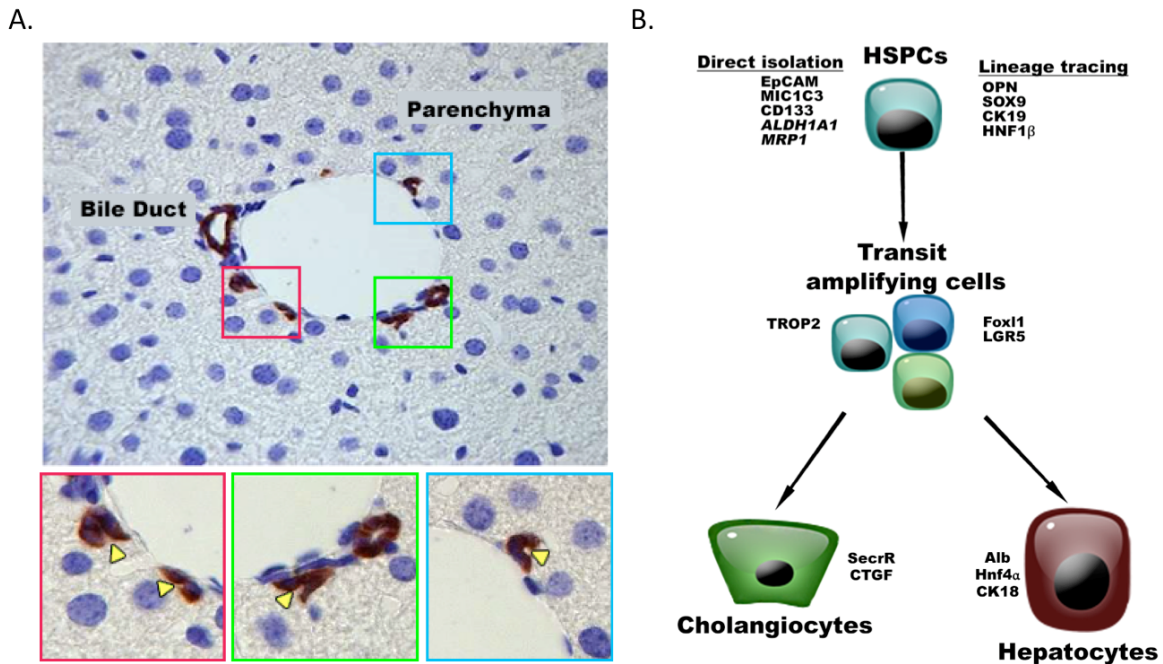 A.
Parenchyma
Bile Duct
B.
HSPCs
Direct isolation
EpCAM
MIC1C3
CD133
ALDH1A1
MRP1
Lineage tracing
OPN
SOX9
CK19
HNF1β
Transit
amplifying cells
TROP2
Foxl1
LGR5
SecrR
CTGF
Cholangiocytes
Alb
Hnf4α
CK18
Hepatocytes